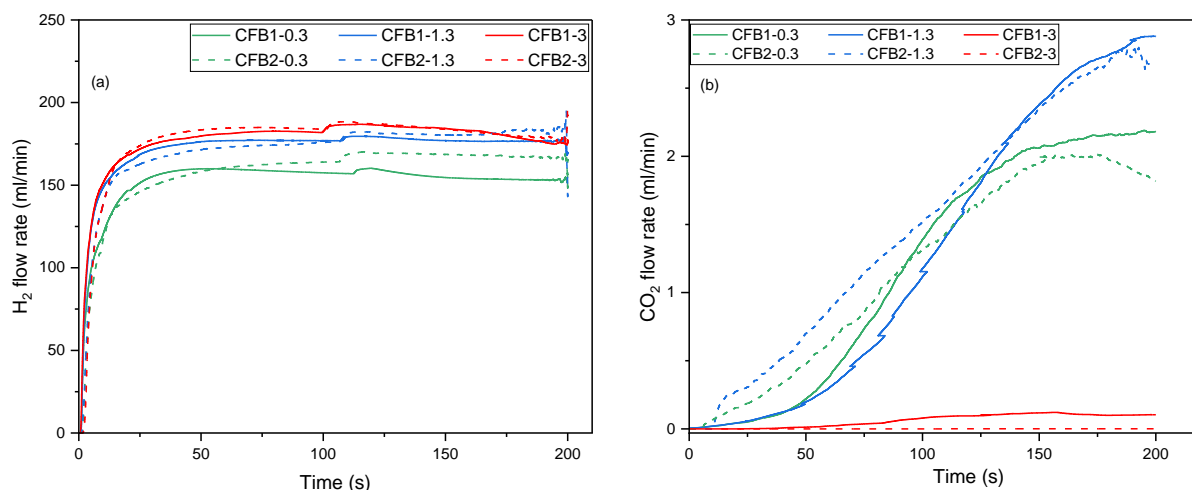 (a)
CFB1-0.3 CFB1-1.3 CFB1-3
CFB2-0.3 CFB2-1.3 CFB2-3
H2 flow rate (ml/min)
250
200
150
100
50
0
0 50 100 150 200
Time (s)
(b)
CFB1-0.3 CFB1-1.3 CFB1-3
CFB2-0.3 CFB2-1.3 CFB2-3
CO2 flow rate (ml/min)
3
2
1
0
0 50 100 150 200
Time (s)